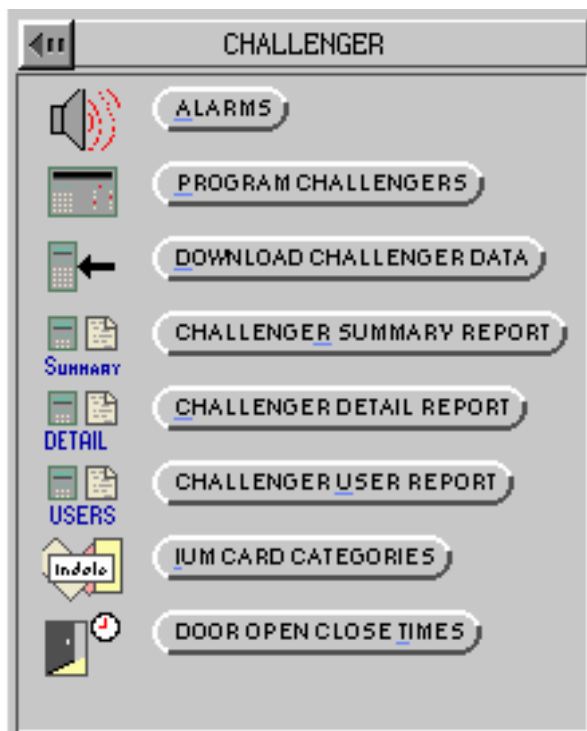 CHALLENGER
ALARMS
PROGRAM CHALLENGERS
DOWNLOAD CHALLENGER DATA
CHALLENGER SUMMARY REPORT
SUMMARY
CHALLENGER DETAIL REPORT
DETAIL
CHALLENGER USER REPORT
USERS
IUM CARD CATEGORIES
Indala
DOOR OPEN CLOSE TIMES